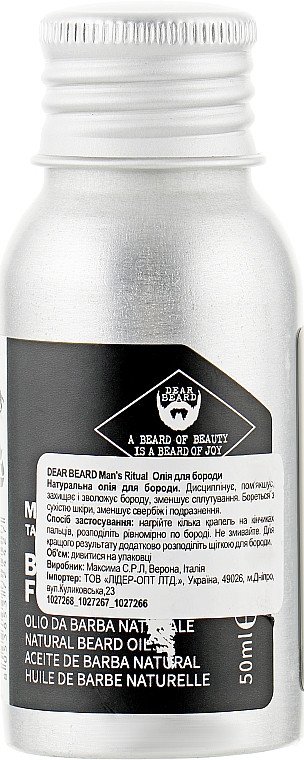 DEAR
BEARD
A BEARD OF BEAUTY
IS A BEARD OF JOY
DEAR BEARD Man's Ritual Олія для бороди
Натуральна олія для бороди. Дисциплінує, пом'якшує,
захищає і зволожує бороду, зменшує сплутування. Бореться з
сухістю шкіри, зменшує свербіж і подразнення.
Спосіб застосування: нагрійте кілька крапель на кінчиках
пальців, розподіліть рівномірно по бороді. Не змивайте. Для
кращого результату додатково розподіліть щіткою для бороди.
Об'єм: дивитися на упаковці
Виробник: Максима С.Р.Л, Верона, Італія
Імпортер: ТОВ «ЛІДЕР-ОПТ ЛТД.», Україна, 49026, м.Дніпро,
вул.Куликовська,23
1027268_1027267_1027266
M
TA
B
F
OLIO DA BARBA NATURALE
NATURAL BEARD OIL
ACEITE DE BARBA NATURAL
HUILE DE BARBE NATURELLE
50ml